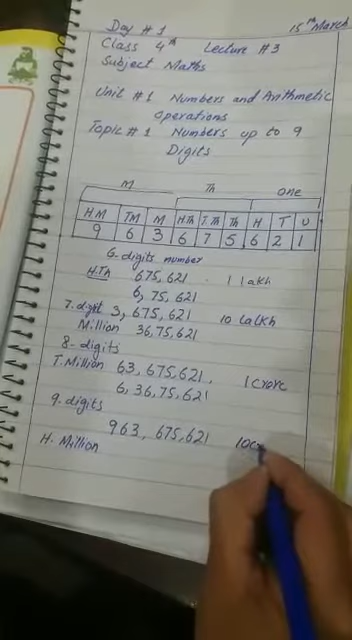 Day # 1 15th March
Class 4th Lecture # 3
Subject Maths
Unit # 1 Numbers and Arithmetic
Operations
Topic # 1 Numbers up to 9
Digits
M Th one
HM TM M H.Th T.Th Th H T U
9 6 3 6 7 5 6 2 1
6-digits number
H.Th 675,621 1 lakh
6,75,621
7.digit 3,675,621 10 lalkh
Million 36,75,621
8-digits
T.Million 63,675,621, 1 crore
6,36,75,621
9.digits
963,675,621 10cr
H.Million